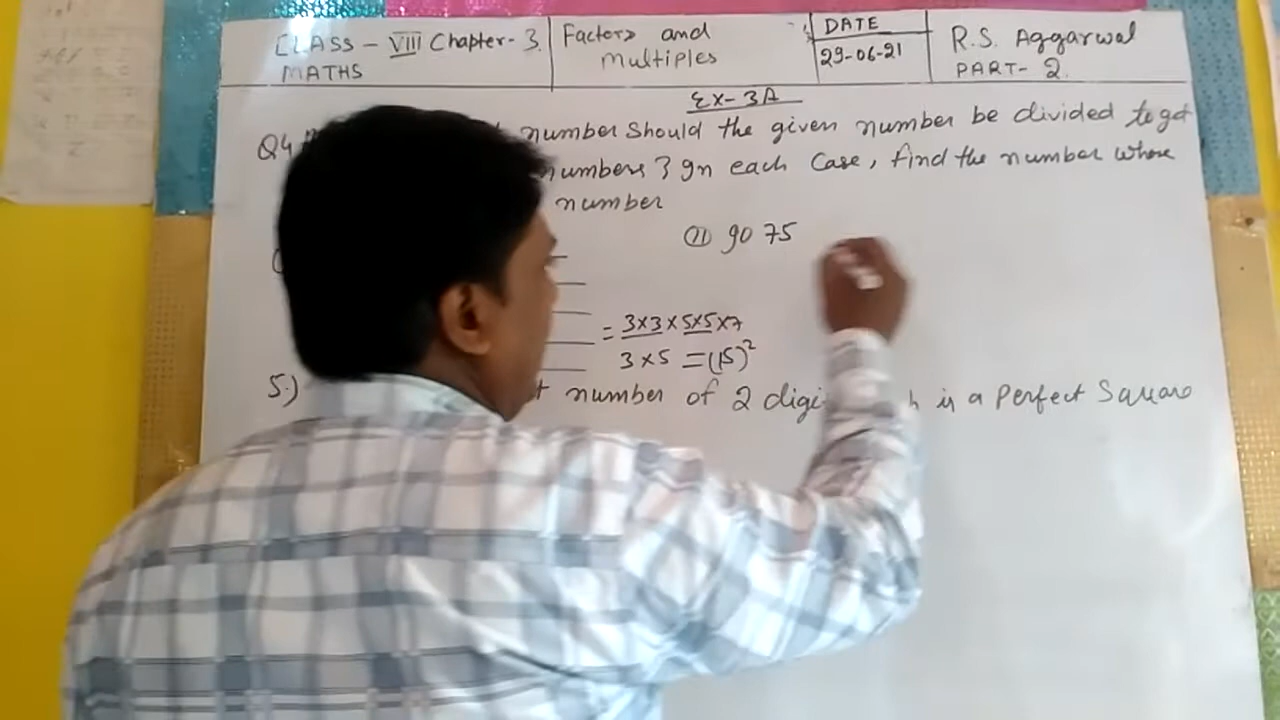 CLASS - VIII Chapter - 3
MATHS
Factors and
multiples
DATE
29-06-21
R.S. Aggarwal
PART- 2.
Ex- 3A
Q4
number should the given number be divided to get
numbers? In each case, find the number whose
number
(II) 9075
= 3×3×5×5×7
3×5 =(15)²
5.)
number of 2 is a Perfect Square